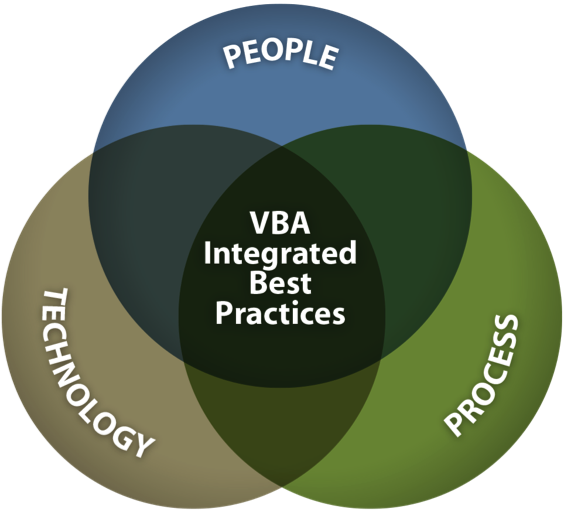 PEOPLE
VBA
Integrated
Best
Practices
TECHNOLOGY
PROCESS